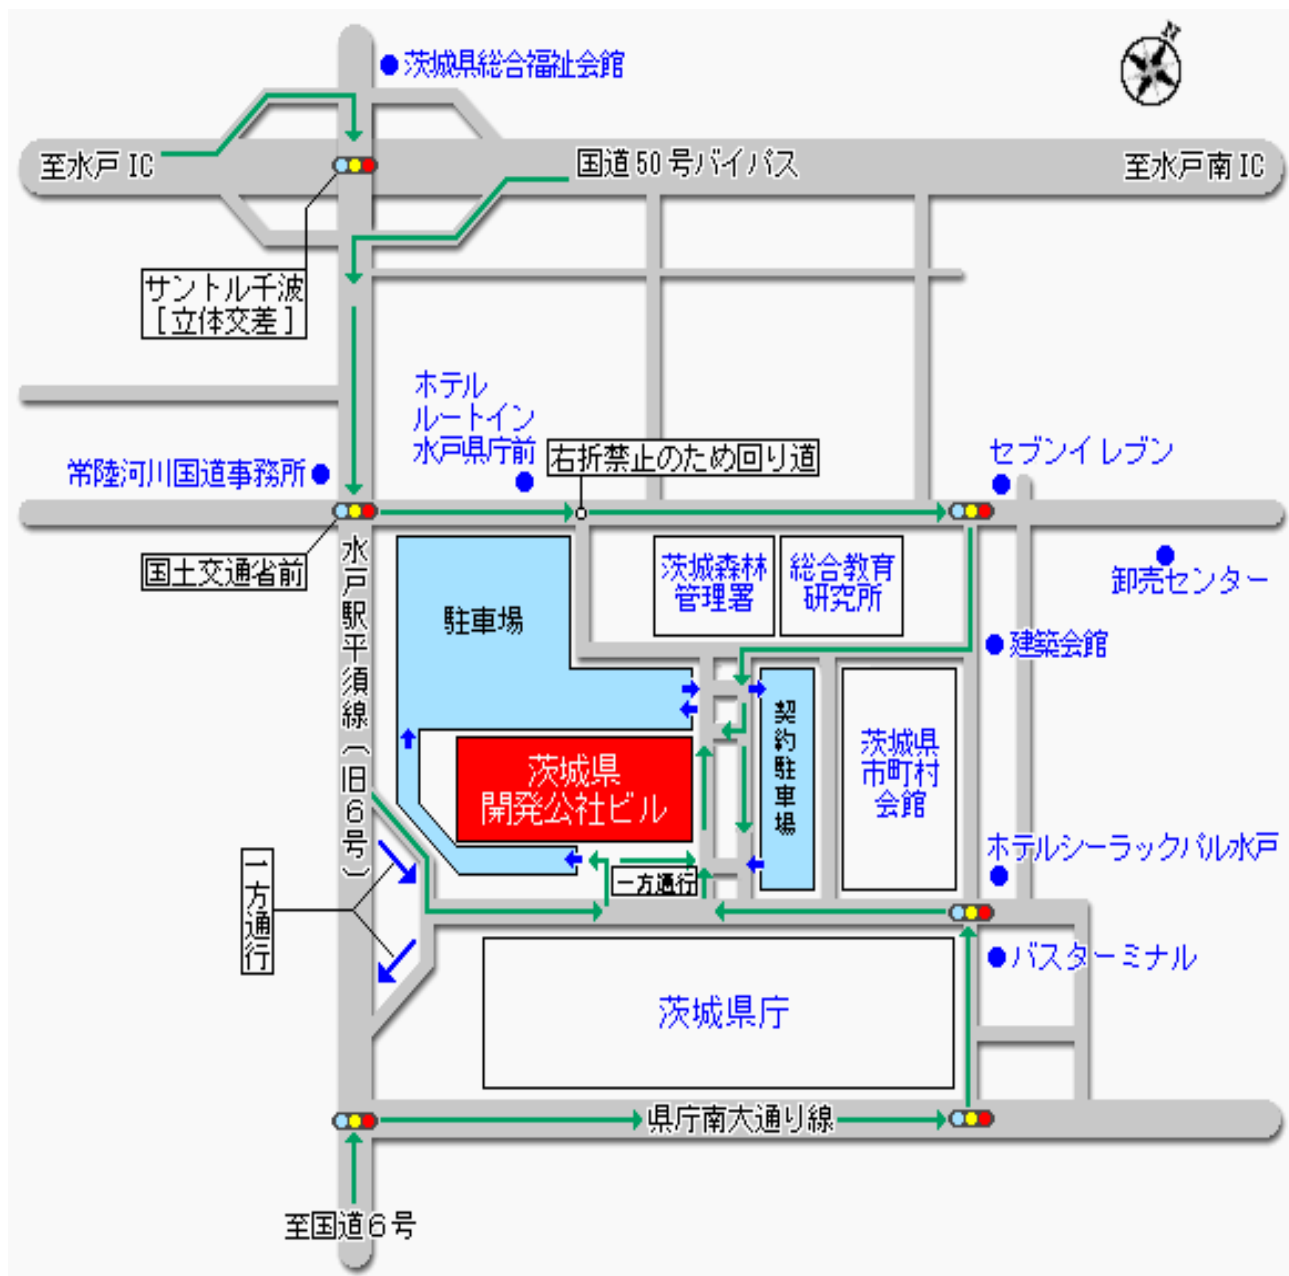 N
茨城県総合福祉会館
至水戸IC
国道50号バイパス
至水戸南IC
サントル千波
[立体交差]
ホテル
ルートイン
水戸県庁前
右折禁止のため回り道
セブンイレブン
常陸河川国道事務所
国土交通省前
水戸駅平須線(旧6号)
駐車場
茨城森林
管理署
総合教育
研究所
卸売センター
建築会館
契約駐車場
茨城県
市町村
会館
茨城県
開発公社ビル
ホテルシーラックパル水戸
一方通行
一方通行
バスターミナル
茨城県庁
県庁南大通り線
至国道6号